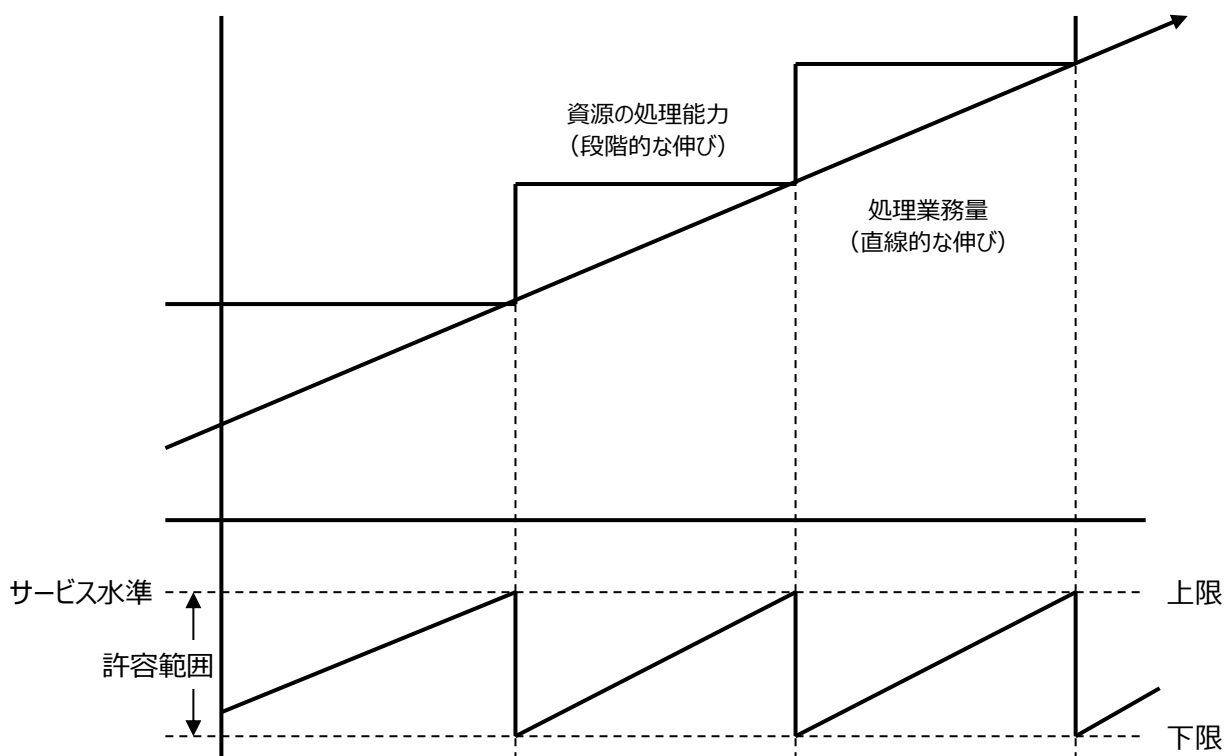 資源の処理能力
（段階的な伸び）
処理業務量
（直線的な伸び）
サービス水準
上限
許容範囲
下限